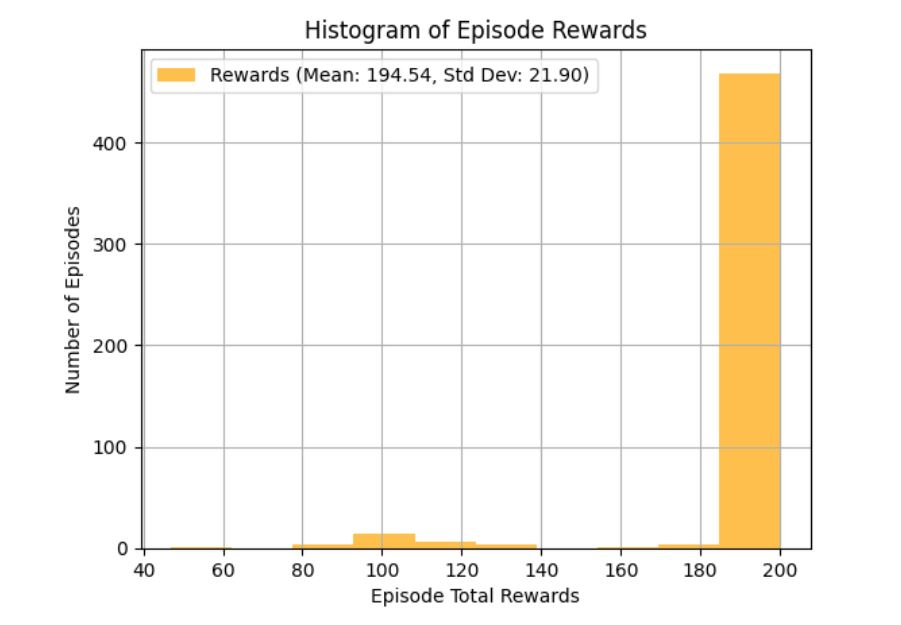 Histogram of Episode Rewards
Rewards (Mean: 194.54, Std Dev: 21.90)
Number of Episodes
400
300
200
100
0
40 60 80 100 120 140 160 180 200
Episode Total Rewards